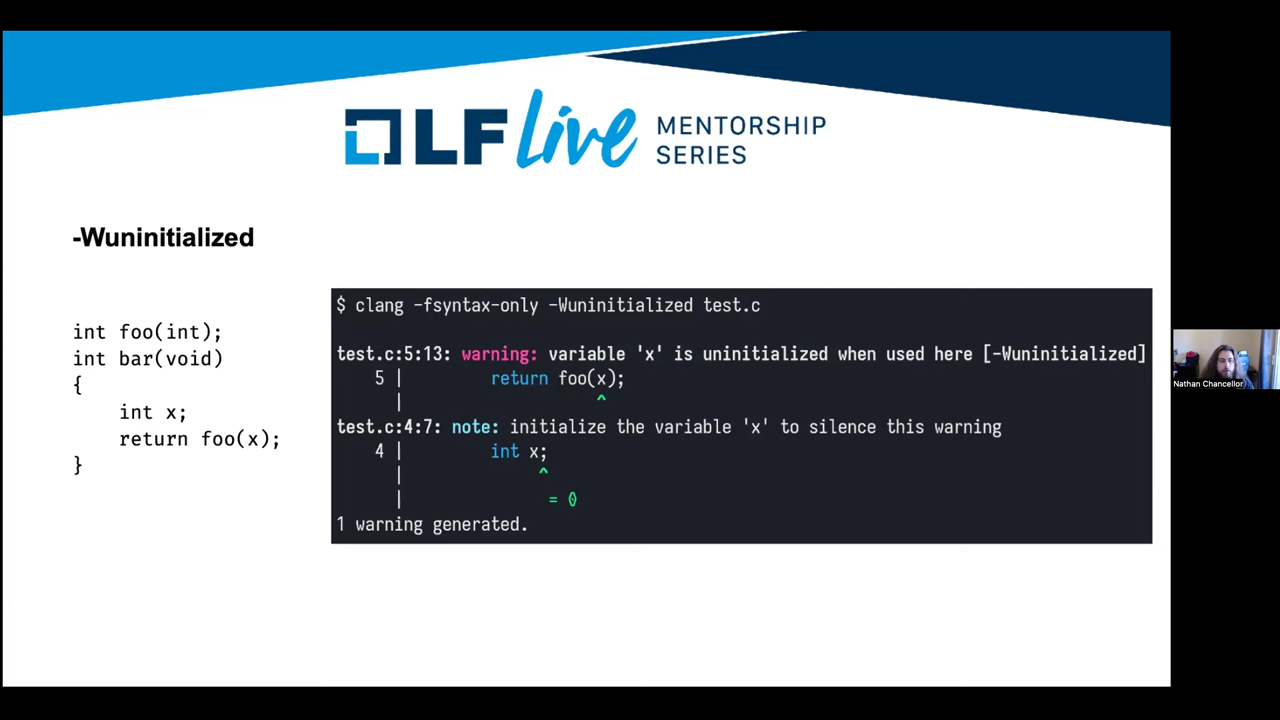 LF Live MENTORSHIP
SERIES
-Wuninitialized
int foo(int);
int bar(void)
{
    int x;
    return foo(x);
}
$ clang -fsyntax-only -Wuninitialized test.c
test.c:5:13: warning: variable 'x' is uninitialized when used here [-Wuninitialized]
    5 |         return foo(x);
      |                    ^
test.c:4:7: note: initialize the variable 'x' to silence this warning
    4 |         int x;
      |              ^
      |               = 0
1 warning generated.
Nathan Chancellor